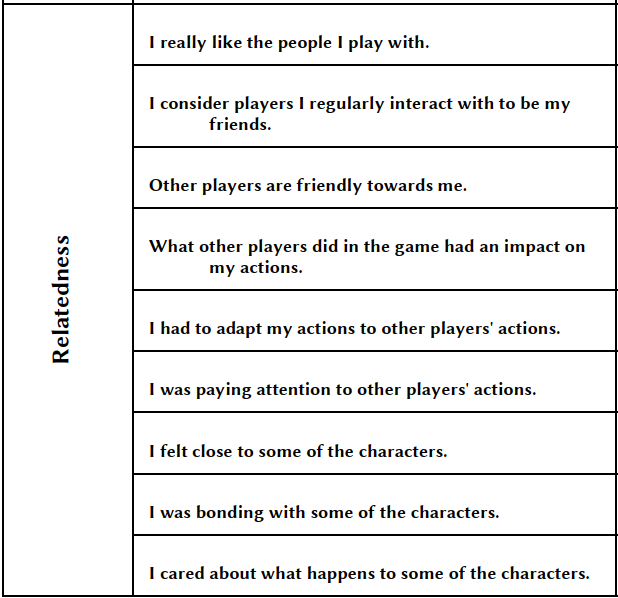 Relatedness
I really like the people I play with.
I consider players I regularly interact with to be my
friends.
Other players are friendly towards me.
What other players did in the game had an impact on
my actions.
I had to adapt my actions to other players' actions.
I was paying attention to other players' actions.
I felt close to some of the characters.
I was bonding with some of the characters.
I cared about what happens to some of the characters.